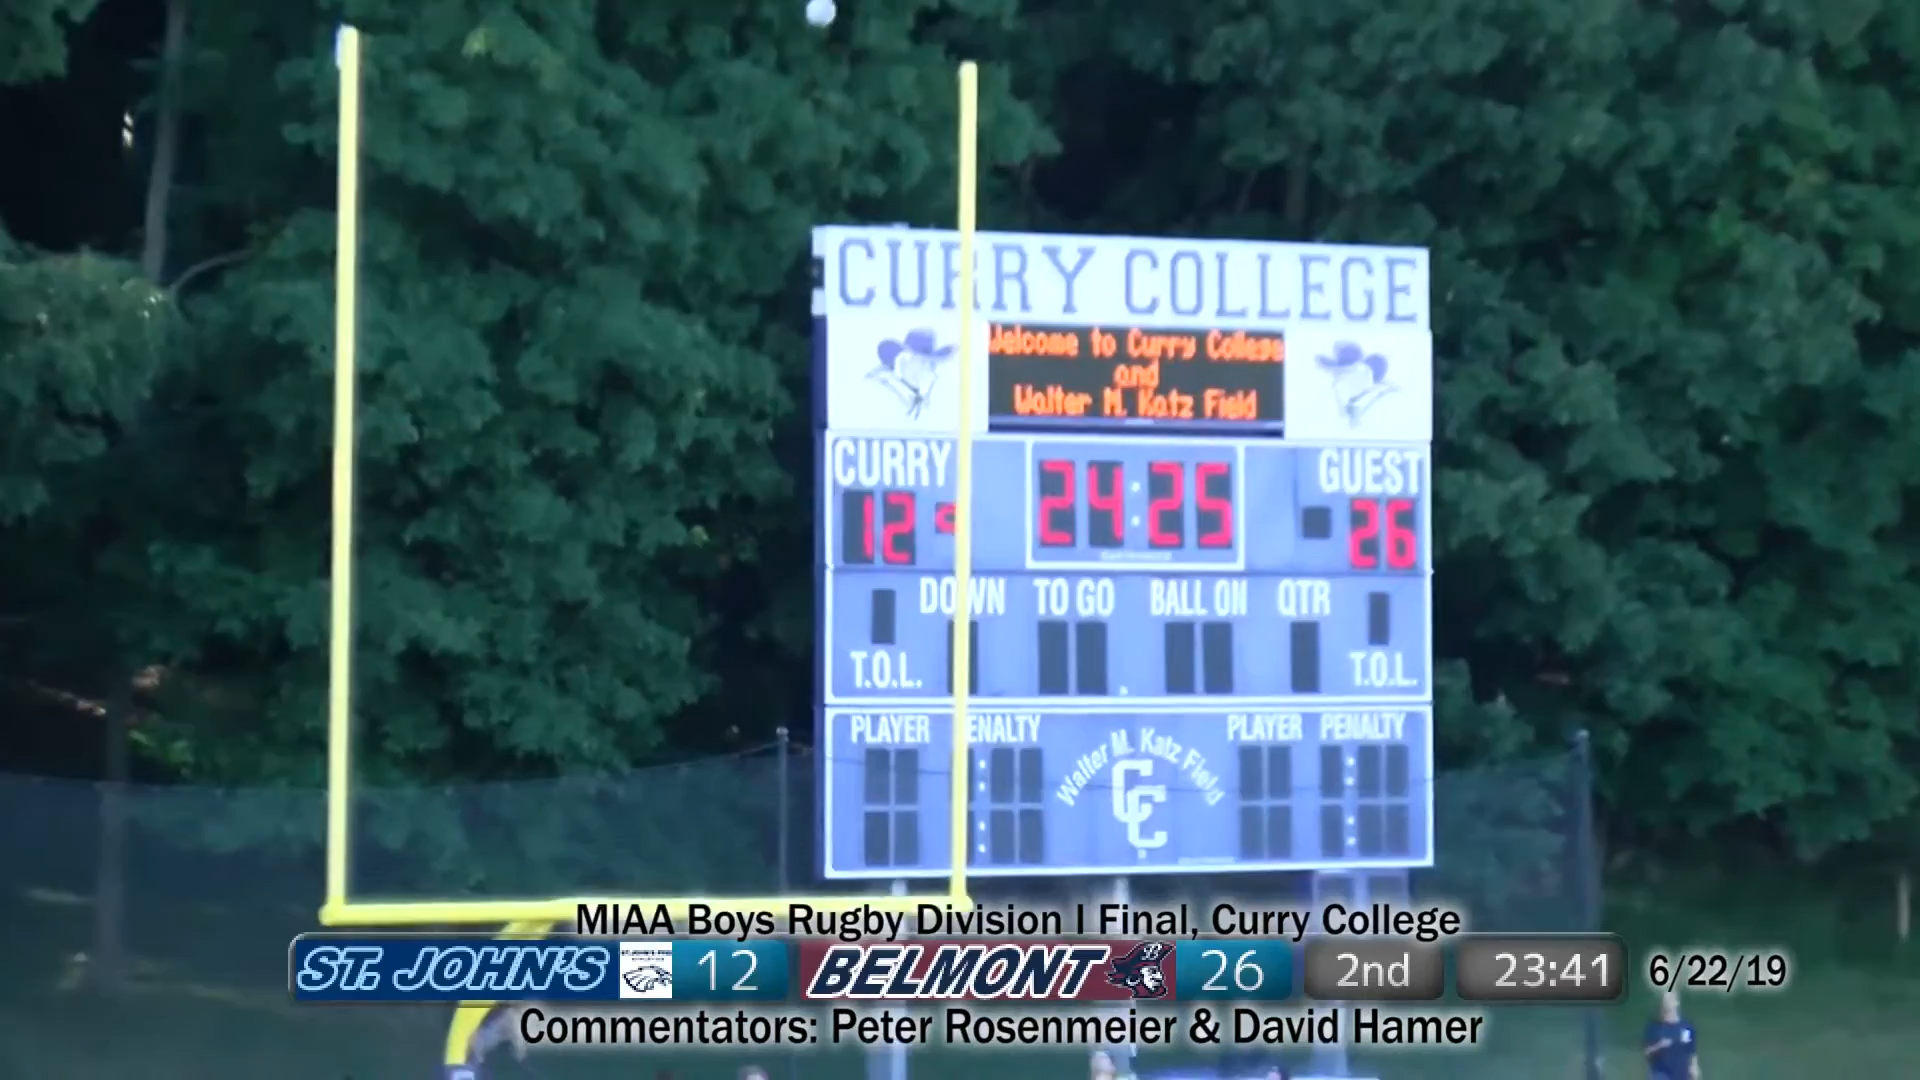 CURRY COLLEGE
Welcome to Curry College
and
Walter M. Katz Field
CURRY 24:25 GUEST
12 26
DOWN TO GO BALL ON QTR
T.O.L. T.O.L.
PLAYER PENALTY PLAYER PENALTY
Walter M. Katz Field
CC
MIAA Boys Rugby Division I Final, Curry College
ST. JOHN'S 12 BELMONT B 26 2nd 23:41 6/22/19
Commentators: Peter Rosenmeier & David Hamer